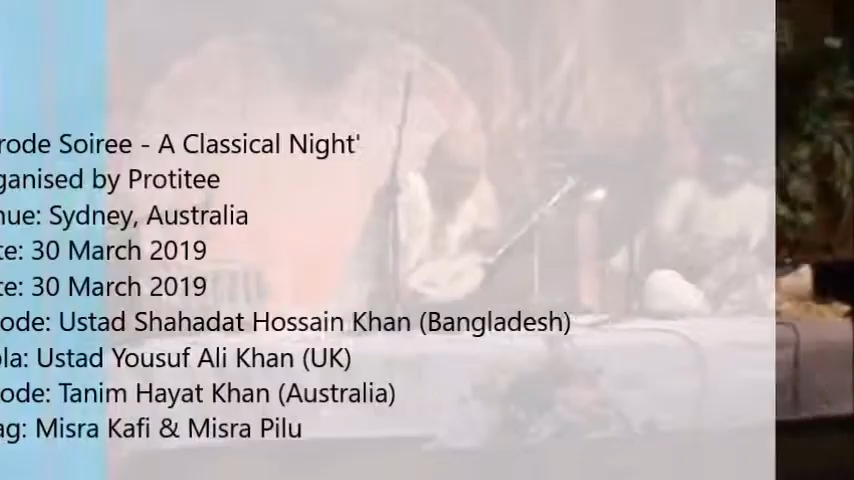 rode Soiree - A Classical Night'
ganised by Protitee
nue: Sydney, Australia
te: 30 March 2019
te: 30 March 2019
ode: Ustad Shahadat Hossain Khan (Bangladesh)
ola: Ustad Yousuf Ali Khan (UK)
ode: Tanim Hayat Khan (Australia)
ag: Misra Kafi & Misra Pilu